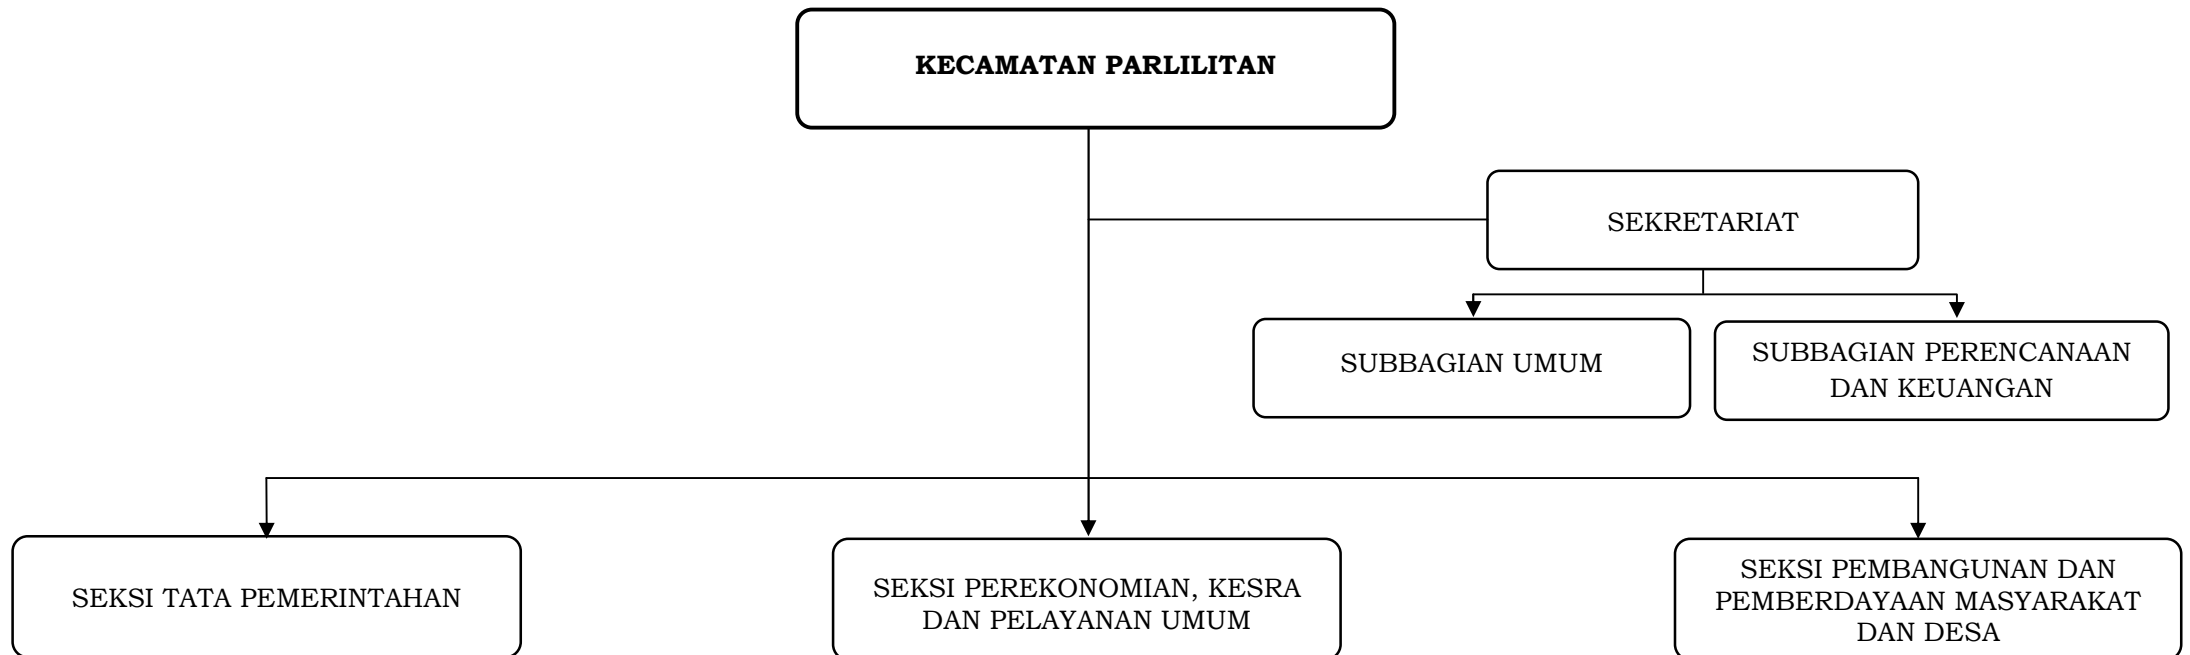 KECAMATAN PARLILITAN
SEKRETARIAT
SUBBAGIAN UMUM
SUBBAGIAN PERENCANAAN
DAN KEUANGAN
SEKSI TATA PEMERINTAHAN
SEKSI PEREKONOMIAN, KESRA
DAN PELAYANAN UMUM
SEKSI PEMBANGUNAN DAN
PEMBERDAYAAN MASYARAKAT
DAN DESA